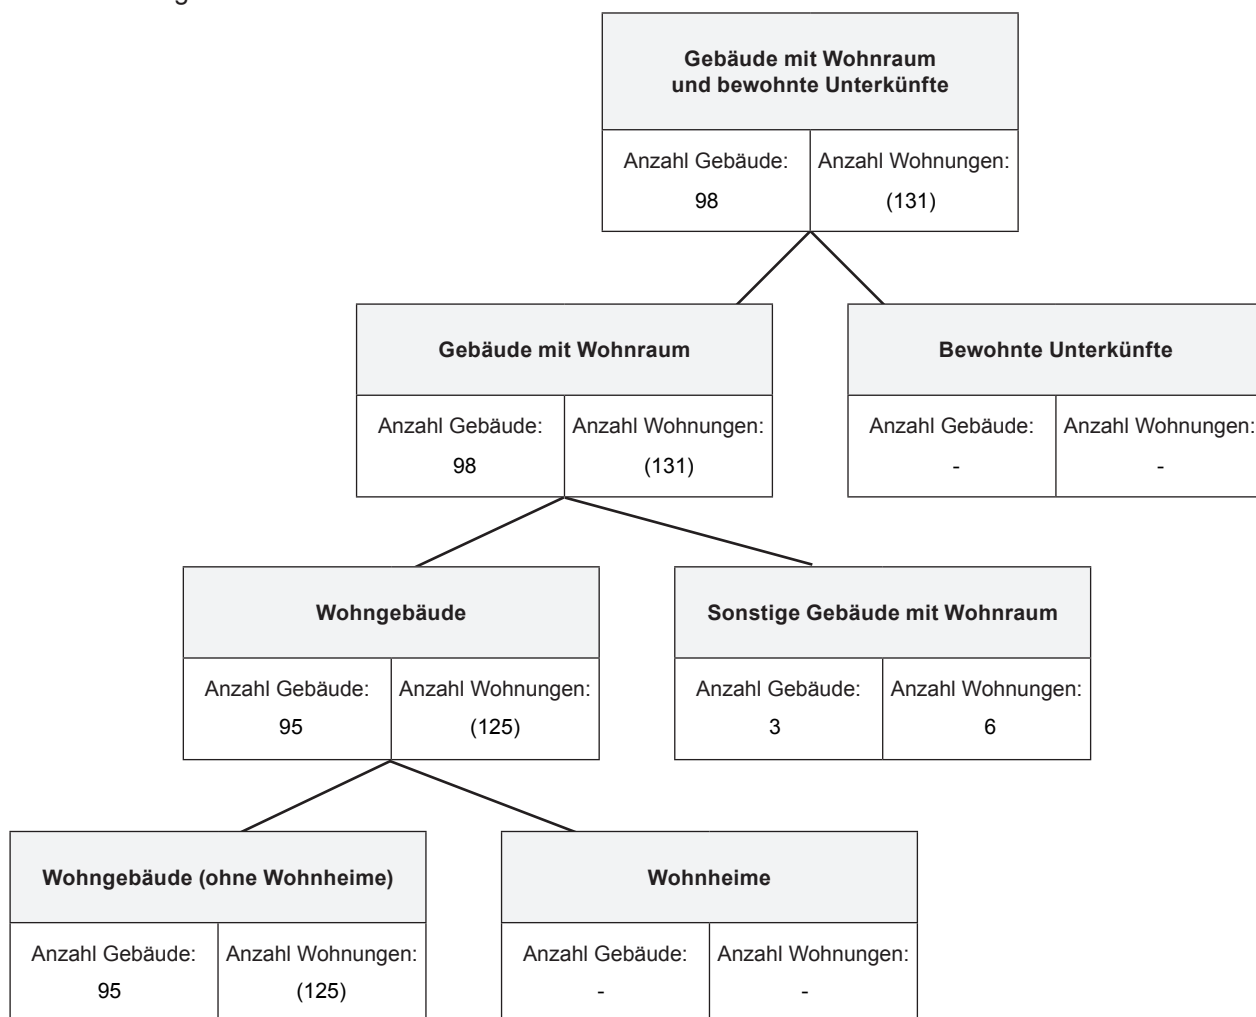 Gebäude mit Wohnraum
und bewohnte Unterkünfte
Anzahl Gebäude: Anzahl Wohnungen:
98 (131)
Gebäude mit Wohnraum
Anzahl Gebäude: Anzahl Wohnungen:
98 (131)
Bewohnte Unterkünfte
Anzahl Gebäude: Anzahl Wohnungen:
- -
Wohngebäude
Anzahl Gebäude: Anzahl Wohnungen:
95 (125)
Sonstige Gebäude mit Wohnraum
Anzahl Gebäude: Anzahl Wohnungen:
3 6
Wohngebäude (ohne Wohnheime)
Anzahl Gebäude: Anzahl Wohnungen:
95 (125)
Wohnheime
Anzahl Gebäude: Anzahl Wohnungen:
- -